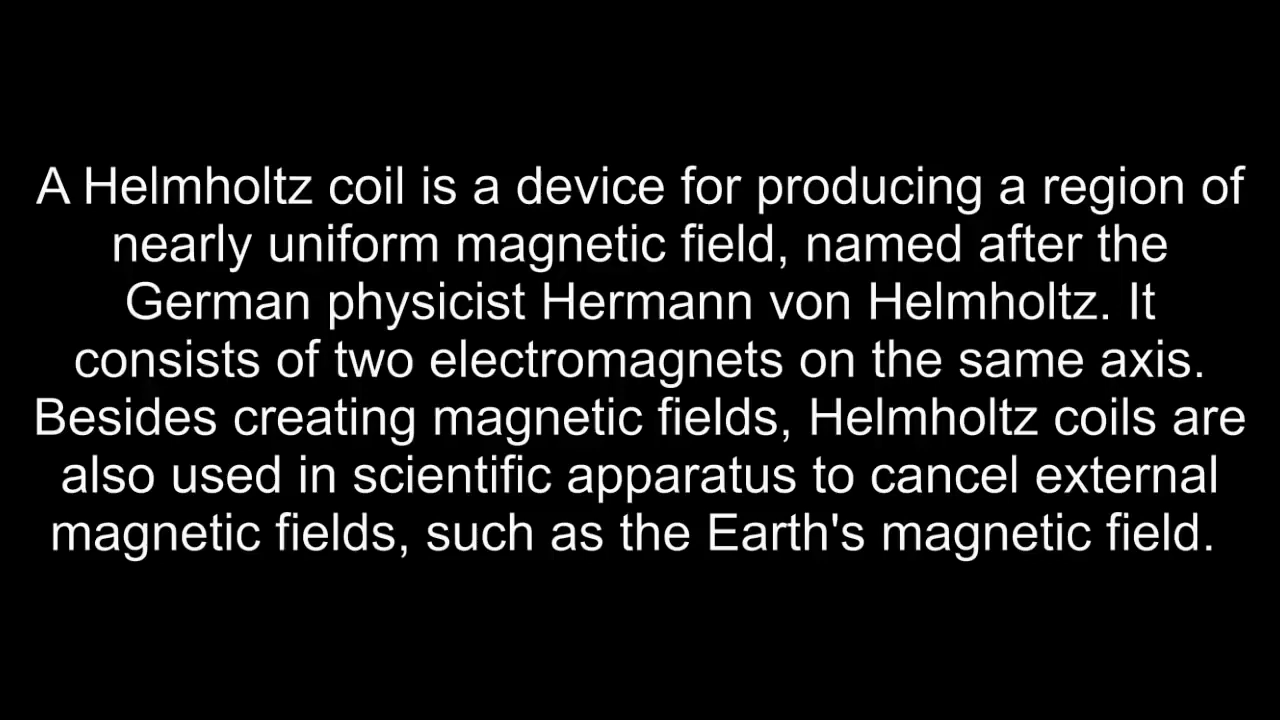 A Helmholtz coil is a device for producing a region of
nearly uniform magnetic field, named after the
German physicist Hermann von Helmholtz. It
consists of two electromagnets on the same axis.
Besides creating magnetic fields, Helmholtz coils are
also used in scientific apparatus to cancel external
magnetic fields, such as the Earth's magnetic field.